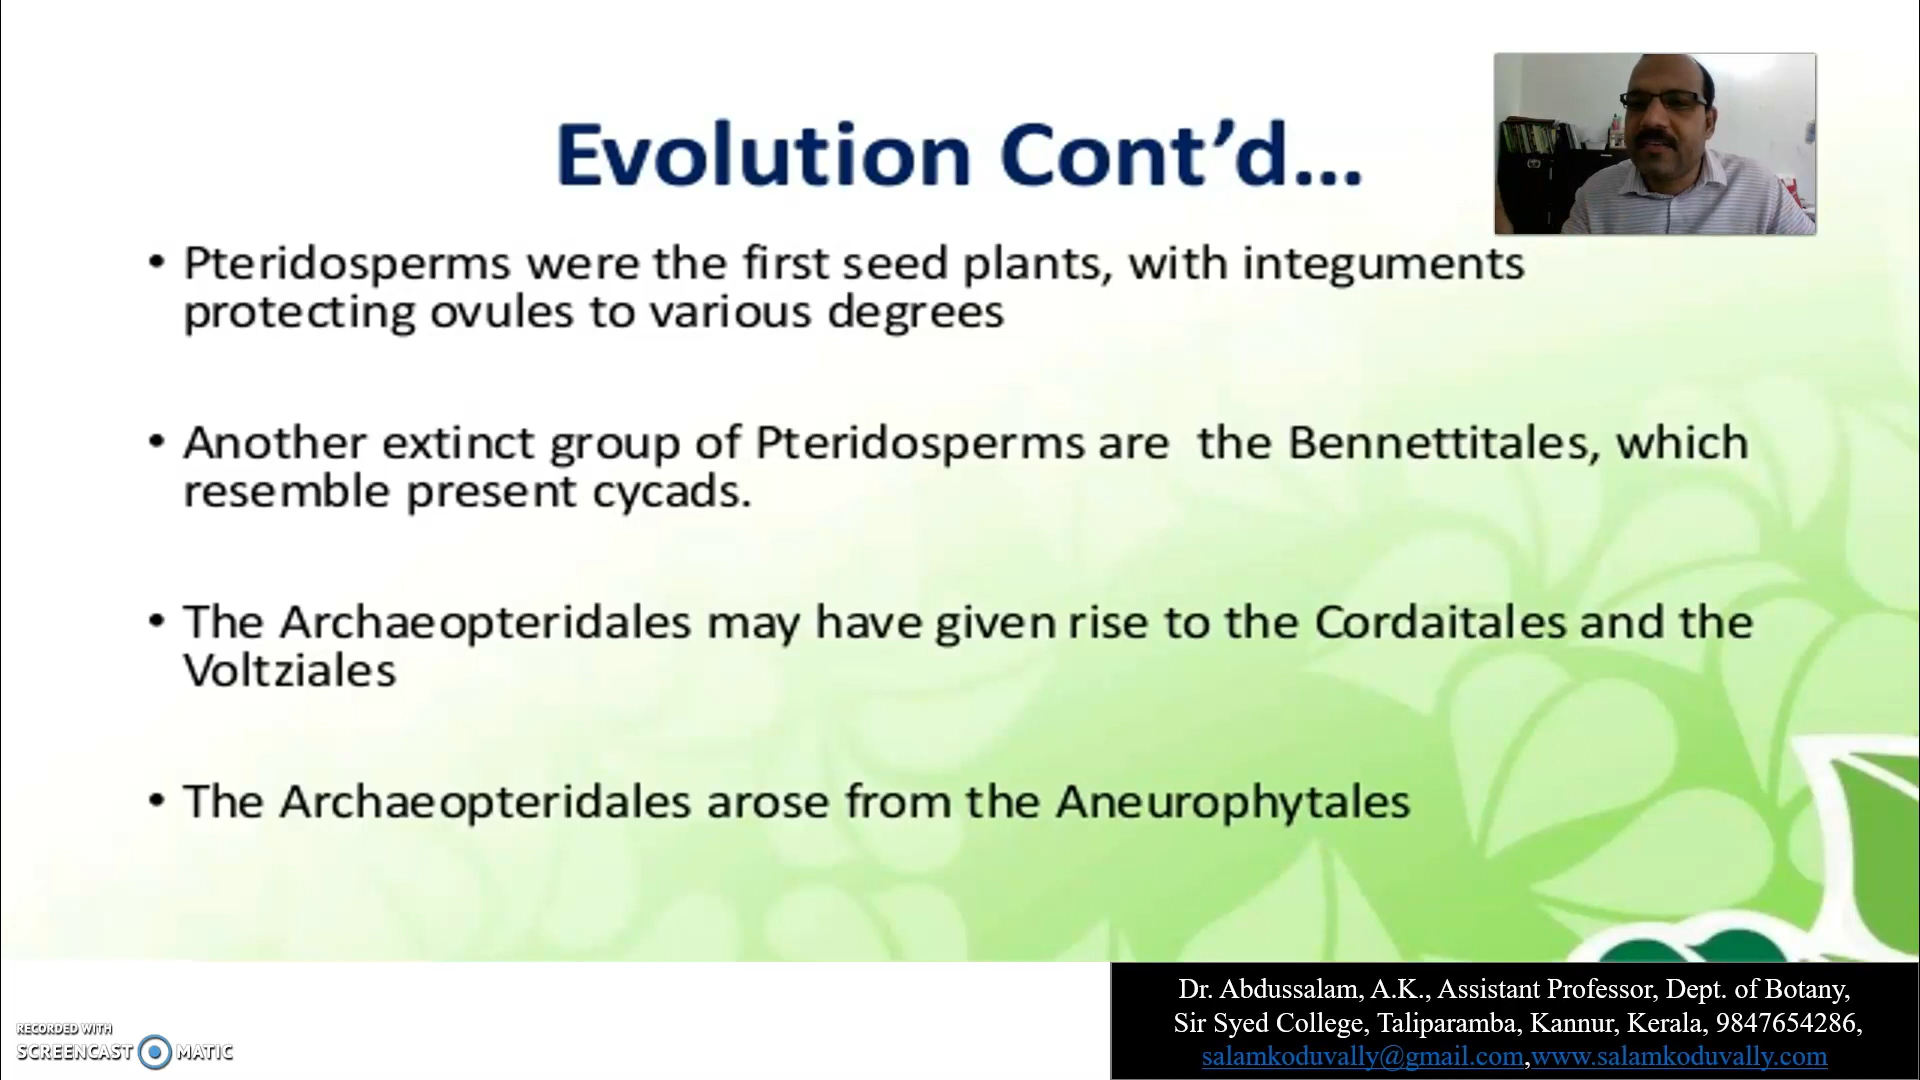 Evolution Cont’d...
• Pteridosperms were the first seed plants, with integuments
protecting ovules to various degrees
• Another extinct group of Pteridosperms are the Bennettitales, which
resemble present cycads.
• The Archaeopteridales may have given rise to the Cordaitales and the
Voltziales
• The Archaeopteridales arose from the Aneurophytales
Dr. Abdussalam, A.K., Assistant Professor, Dept. of Botany,
Sir Syed College, Taliparamba, Kannur, Kerala, 9847654286,
salamkoduvally@gmail.com,www.salamkoduvally.com
RECORDED WITH
SCREENCAST MATIC